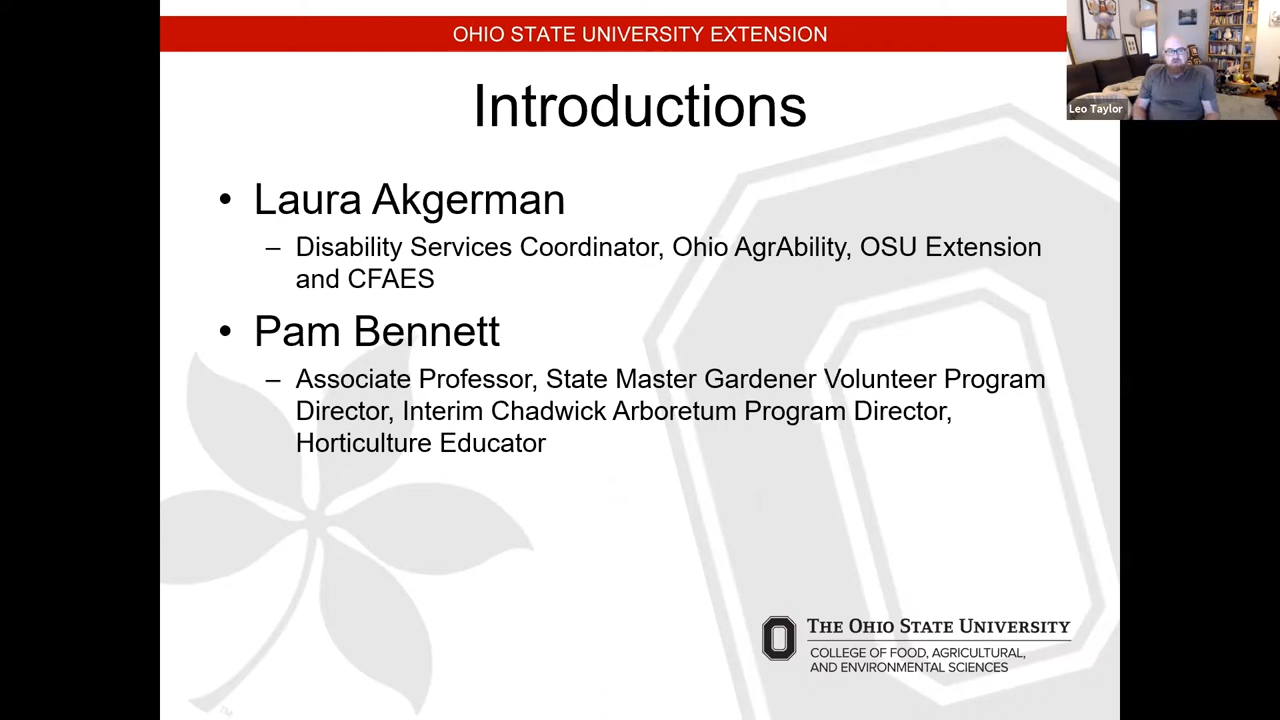 OHIO STATE UNIVERSITY EXTENSION
Leo Taylor
Introductions
• Laura Akgerman
– Disability Services Coordinator, Ohio AgrAbility, OSU Extension
and CFAES
• Pam Bennett
– Associate Professor, State Master Gardener Volunteer Program
Director, Interim Chadwick Arboretum Program Director,
Horticulture Educator
THE OHIO STATE UNIVERSITY
COLLEGE OF FOOD, AGRICULTURAL,
AND ENVIRONMENTAL SCIENCES
TM